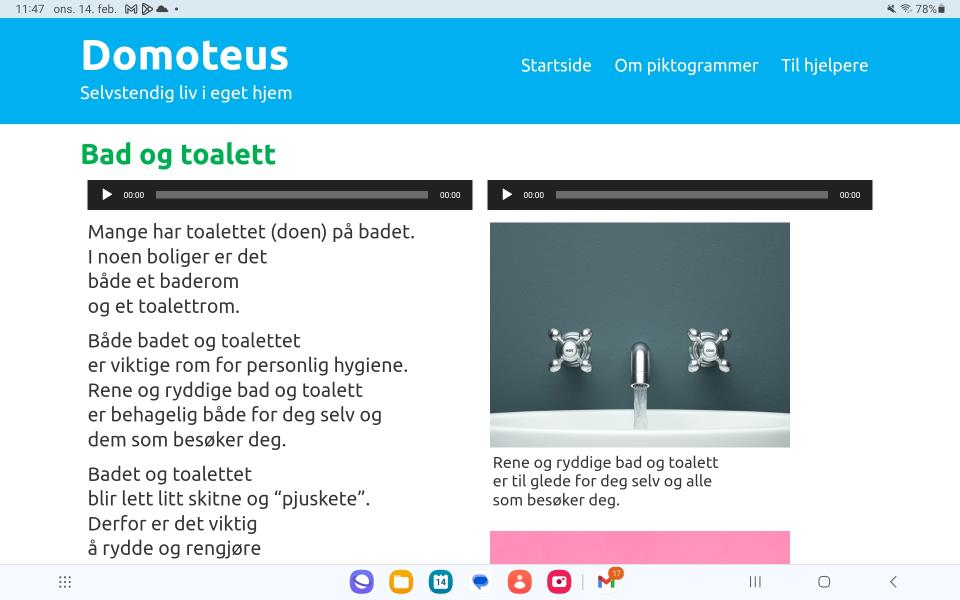 11:47 ons. 14. feb.
78%
Domoteus
Selvstendig liv i eget hjem
Startside Om piktogrammer Til hjelpere
Bad og toalett
00:00 00:00
00:00 00:00
Mange har toalettet (doen) på badet.
I noen boliger er det
både et baderom
og et toalettrom.
Både badet og toalettet
er viktige rom for personlig hygiene.
Rene og ryddige bad og toalett
er behagelig både for deg selv og
dem som besøker deg.
Badet og toalettet
blir lett litt skitne og “pjuskete”.
Derfor er det viktig
å rydde og rengjøre
HOT
COLD
Rene og ryddige bad og toalett
er til glede for deg selv og alle
som besøker deg.
14
17